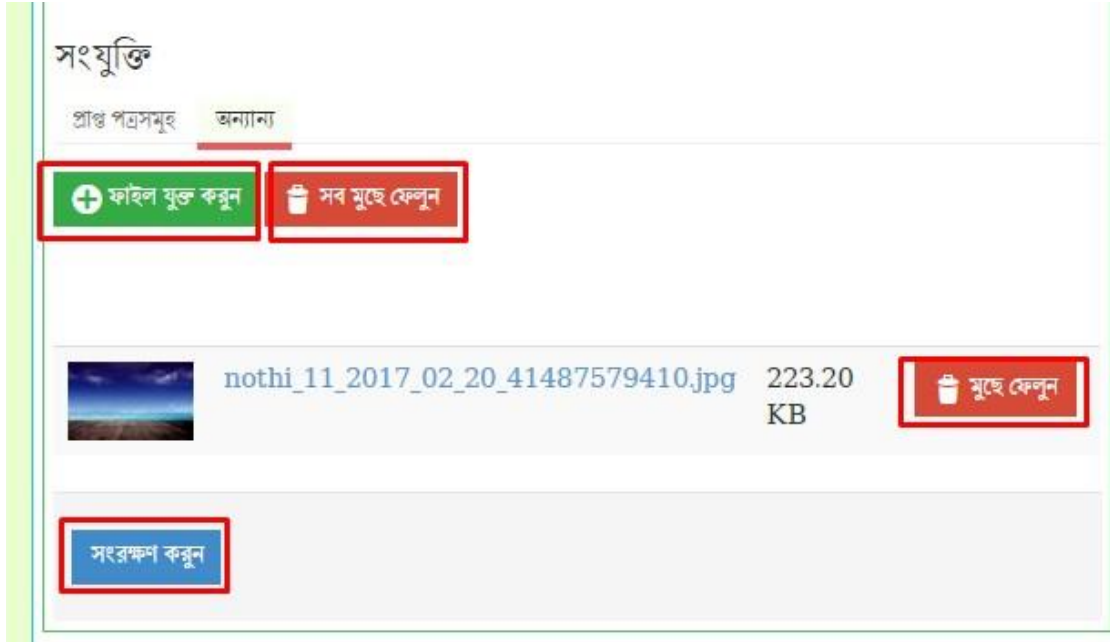 সংযুক্তি
প্রাপ্ত পত্রসমূহ অন্যান্য
ফাইল যুক্ত করুন সব মুছে ফেলুন
nothi_11_2017_02_20_41487579410.jpg 223.20 KB মুছে ফেলুন
সংরক্ষণ করুন